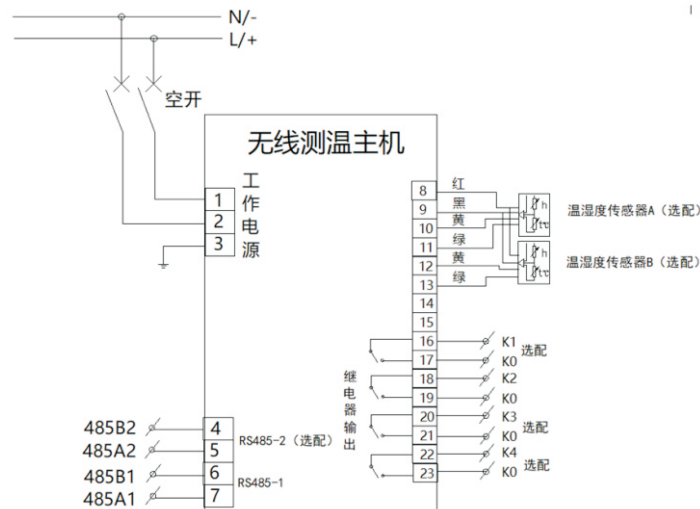 N/-
L/+
空开
无线测温主机
工作电源
1
2
3
8
9
10
11
12
13
14
15
16
17
18
19
20
21
22
23
红
黑
黄
绿
黄
绿
h
t℃
温湿度传感器A（选配）
h
t℃
温湿度传感器B（选配）
继电器输出
K1
选配
K0
K2
K0
K3
选配
K0
K4
选配
K0
485B2
4
485A2
5
RS485-2（选配）
485B1
6
485A1
7
RS485-1